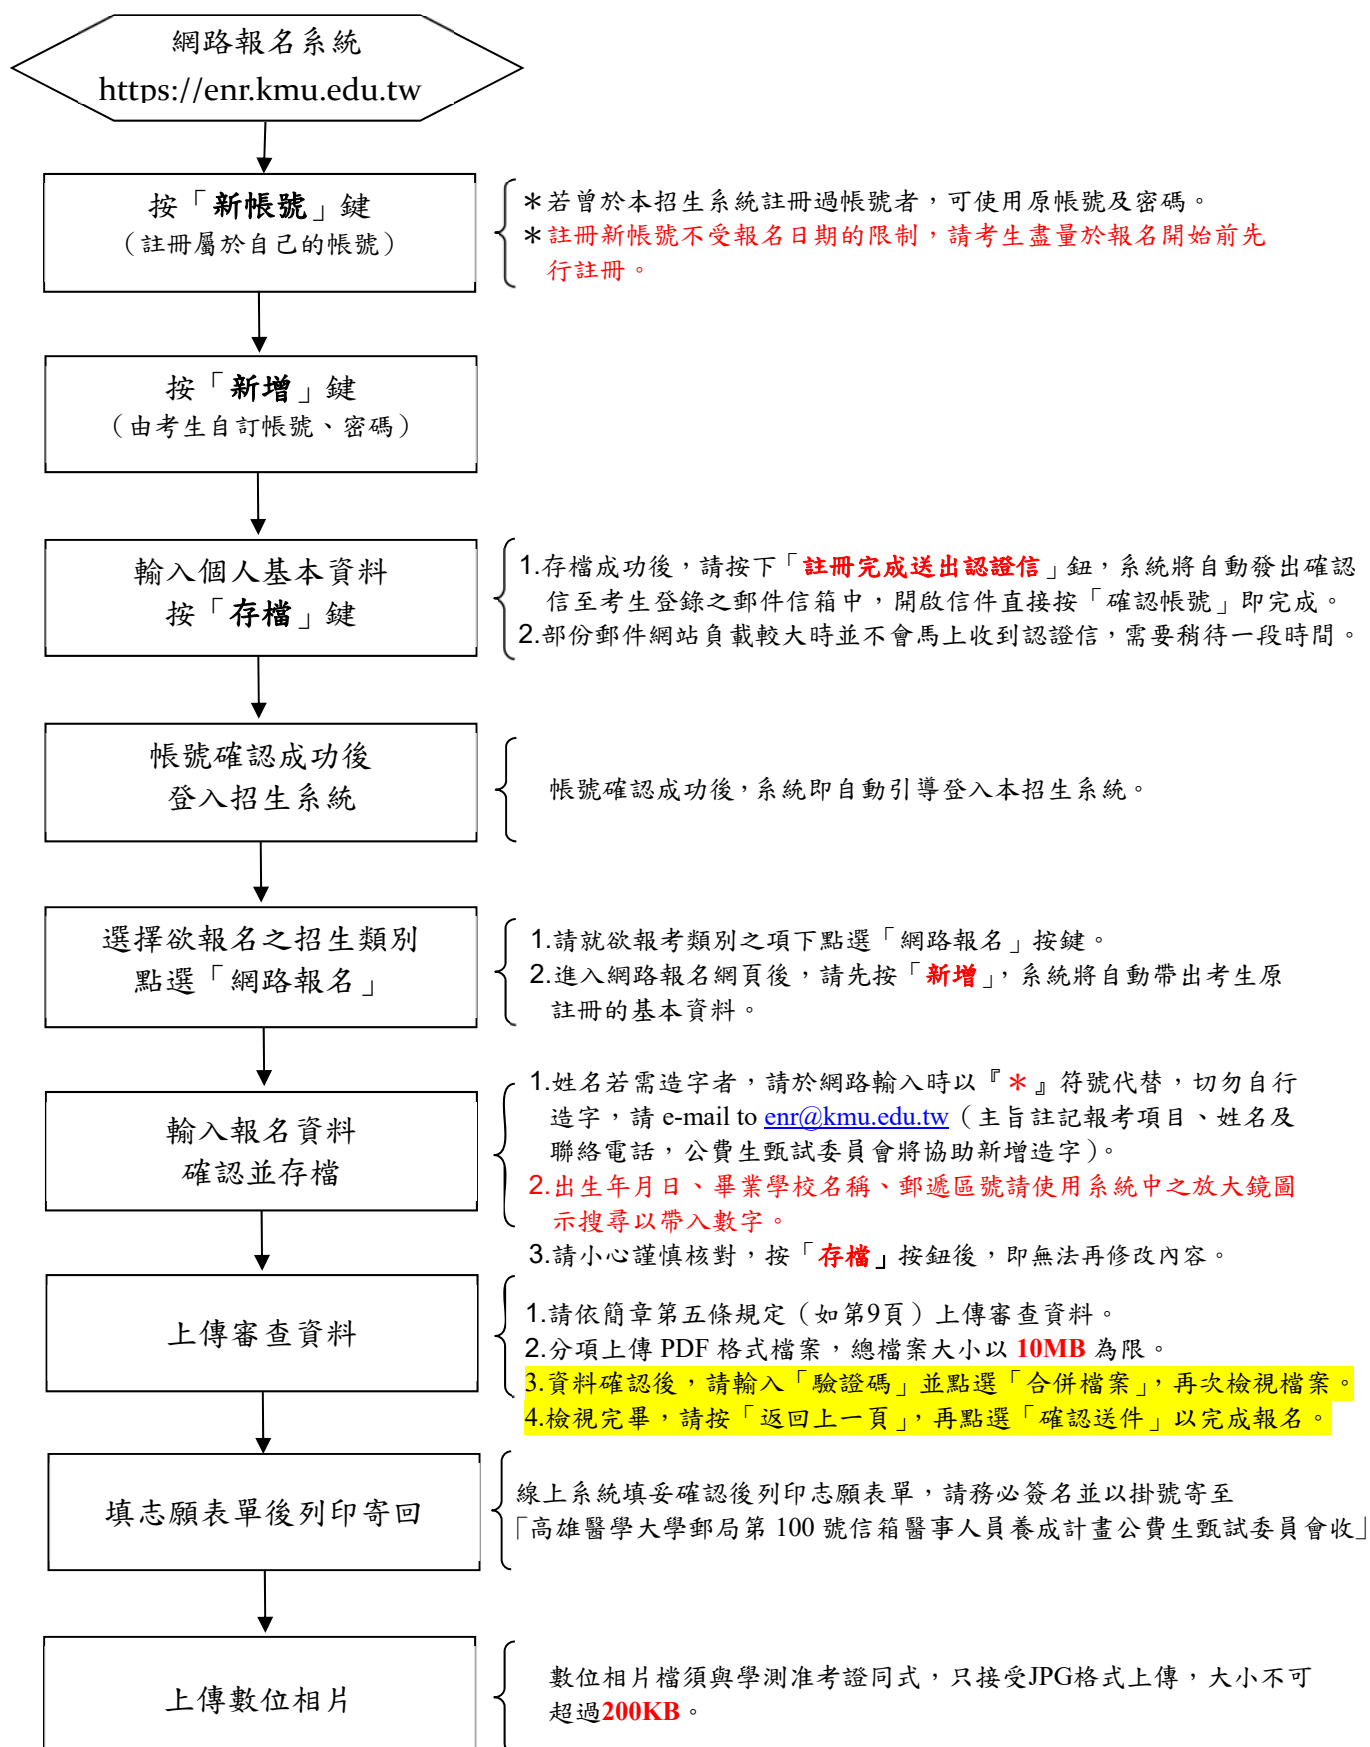 網路報名系統
https://enr.kmu.edu.tw
按「新帳號」鍵
（註冊屬於自己的帳號）
＊若曾於本招生系統註冊過帳號者，可使用原帳號及密碼。
＊註冊新帳號不受報名日期的限制，請考生盡量於報名開始前先
行註冊。
按「新增」鍵
（由考生自訂帳號、密碼）
輸入個人基本資料
按「存檔」鍵
1.存檔成功後，請按下「註冊完成送出認證信」鈕，系統將自動發出確認
信至考生登錄之郵件信箱中，開啟信件直接按「確認帳號」即完成。
2.部份郵件網站負載較大時並不會馬上收到認證信，需要稍待一段時間。
帳號確認成功後
登入招生系統
帳號確認成功後，系統即自動引導登入本招生系統。
選擇欲報名之招生類別
點選「網路報名」
1.請就欲報考類別之項下點選「網路報名」按鍵。
2.進入網路報名網頁後，請先按「新增」，系統將自動帶出考生原
註冊的基本資料。
輸入報名資料
確認並存檔
1.姓名若需造字者，請於網路輸入時以『＊』符號代替，切勿自行
造字，請 e-mail to enr@kmu.edu.tw（主旨註記報考項目、姓名及
聯絡電話，公費生甄試委員會將協助新增造字）。
2.出生年月日、畢業學校名稱、郵遞區號請使用系統中之放大鏡圖
示搜尋以帶入數字。
3.請小心謹慎核對，按「存檔」按鈕後，即無法再修改內容。
上傳審查資料
1.請依簡章第五條規定（如第9頁）上傳審查資料。
2.分項上傳 PDF 格式檔案，總檔案大小以 10MB 為限。
3.資料確認後，請輸入「驗證碼」並點選「合併檔案」，再次檢視檔案。
4.檢視完畢，請按「返回上一頁」，再點選「確認送件」以完成報名。
填志願表單後列印寄回
線上系統填妥確認後列印志願表單，請務必簽名並以掛號寄至
「高雄醫學大學郵局第 100 號信箱醫事人員養成計畫公費生甄試委員會收」
上傳數位相片
數位相片檔須與學測准考證同式，只接受JPG格式上傳，大小不可
超過200KB。